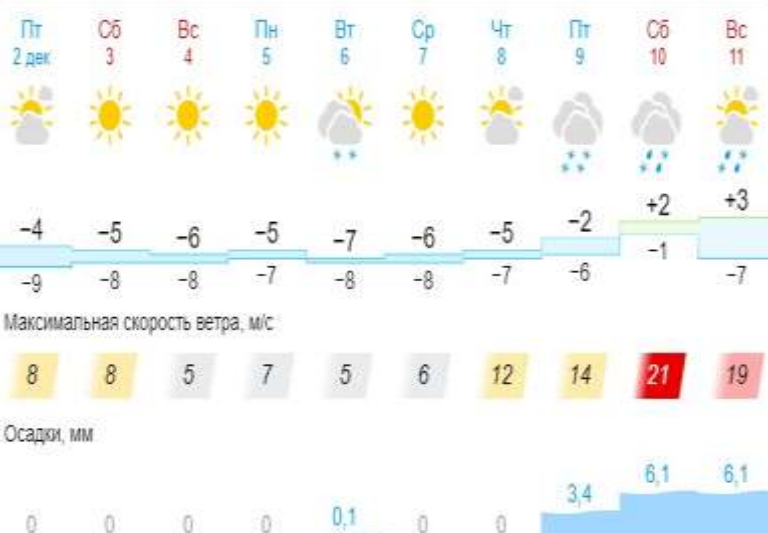 Пт Сб Вс Пн Вт Ср Чт Пт Сб Вс
2 дек 3 4 5 6 7 8 9 10 11
−4 −5 −6 −5 −7 −6 −5 −2 +2 +3
−9 −8 −8 −7 −8 −8 −7 −6 −1 −7
Максимальная скорость ветра, м/с
8 8 5 7 5 6 12 14 21 19
Осадки, мм
0 0 0 0 0,1 0 0 3,4 6,1 6,1